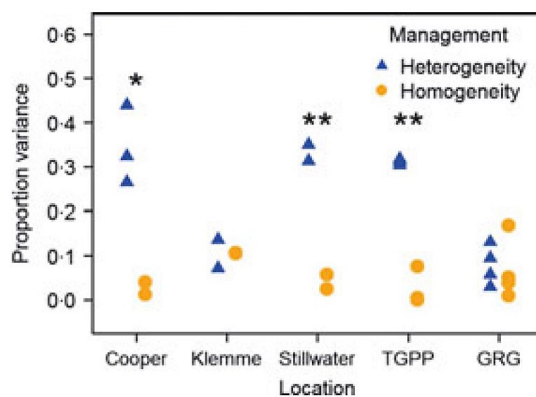 0·6
0·5
0·4
0·3
0·2
0·1
0·0
Proportion variance
Management
Heterogeneity
Homogeneity
*
**
**
Cooper
Klemme
Stillwater
TGPP
GRG
Location